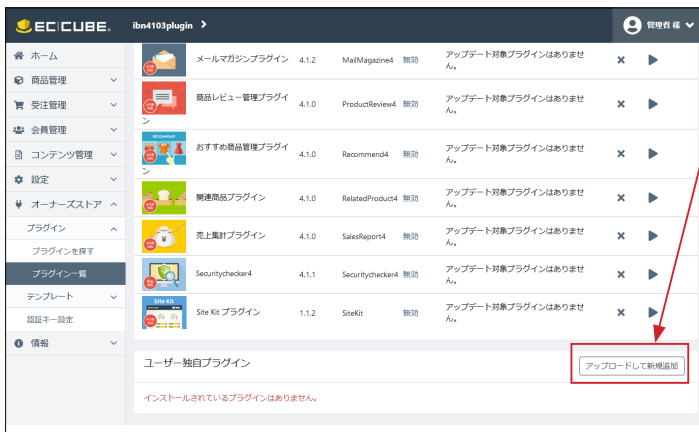 EC CUBE.
ibn4103plugin
管理者 様
ホーム
商品管理
受注管理
会員管理
コンテンツ管理
設定
オーナーズストア
プラグイン
プラグインを探す
プラグイン一覧
テンプレート
認証キー設定
情報
メールマガジンプラグイン 4.1.2 MailMagazine4 無効 アップデート対象プラグインはありませ
ん。
商品レビュー管理プラグイ
ン
4.1.0 ProductReview4 無効 アップデート対象プラグインはありませ
ん。
RECOMMEND
おすすめ商品管理プラグイ
ン
4.1.0 Recommend4 無効 アップデート対象プラグインはありませ
ん。
関連商品プラグイン 4.1.0 RelatedProduct4 無効 アップデート対象プラグインはありませ
ん。
売上集計プラグイン 4.1.0 SalesReport4 無効 アップデート対象プラグインはありませ
ん。
Securitychecker4 4.1.1 Securitychecker4 無効 アップデート対象プラグインはありませ
ん。
Site Kit
Site Kit プラグイン 1.1.2 SiteKit 無効 アップデート対象プラグインはありませ
ん。
ユーザー独自プラグイン
アップロードして新規追加
インストールされているプラグインはありません。